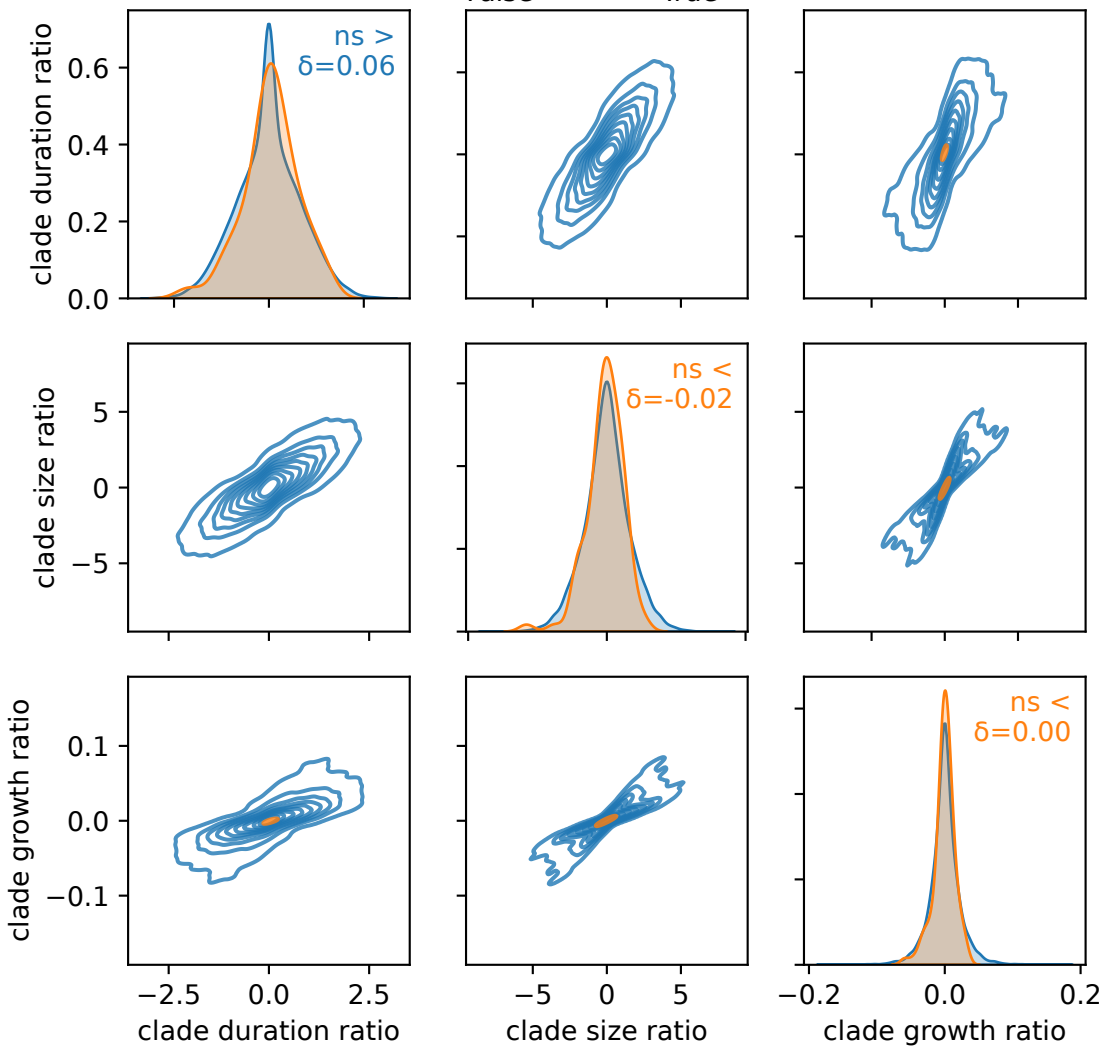 clade duration ratio
0.6
0.4
0.2
0.0
ns >
δ=0.06
clade size ratio
5
0
−5
ns <
δ=-0.02
clade growth ratio
0.1
0.0
−0.1
ns <
δ=0.00
−2.5 0.0 2.5
−5 0 5
−0.2 0.0 0.2
clade duration ratio
clade size ratio
clade growth ratio